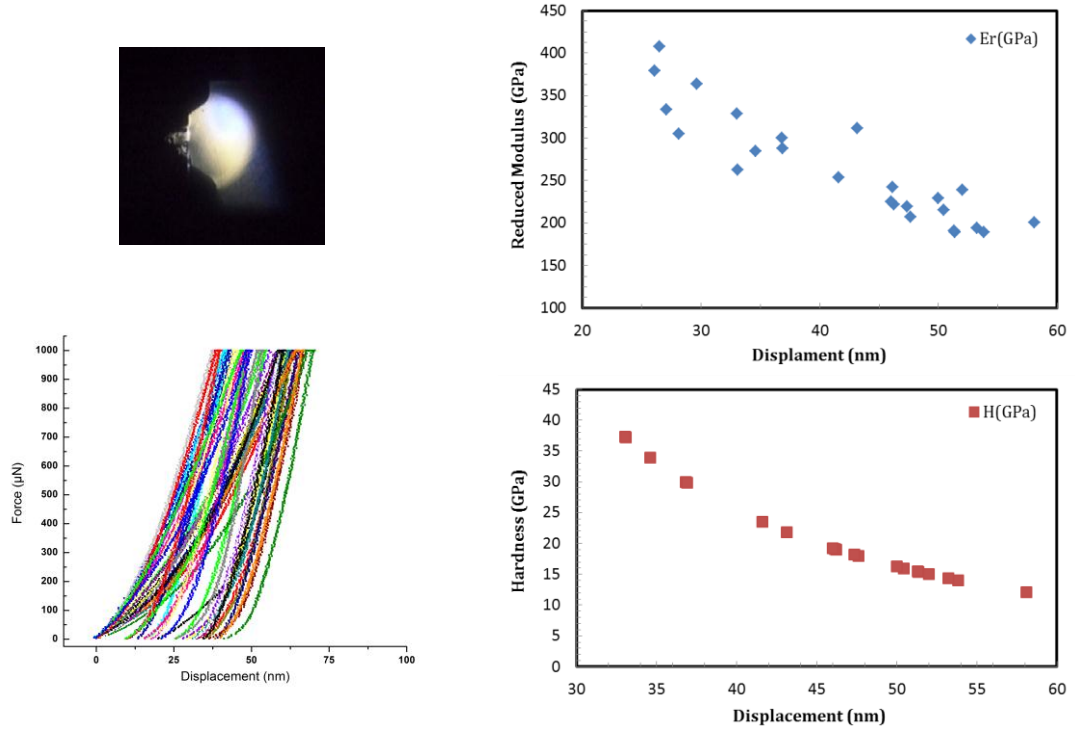 450
400
350
300
250
200
150
100
Reduced Modulus (GPa)
Er(GPa)
20 30 40 50 60
Displament (nm)
1000
900
800
700
600
500
400
300
200
100
0
Force (µN)
0 25 50 75 100
Displacement (nm)
45
40
35
30
25
20
15
10
5
0
Hardness (GPa)
H(GPa)
30 35 40 45 50 55 60
Displacement (nm)